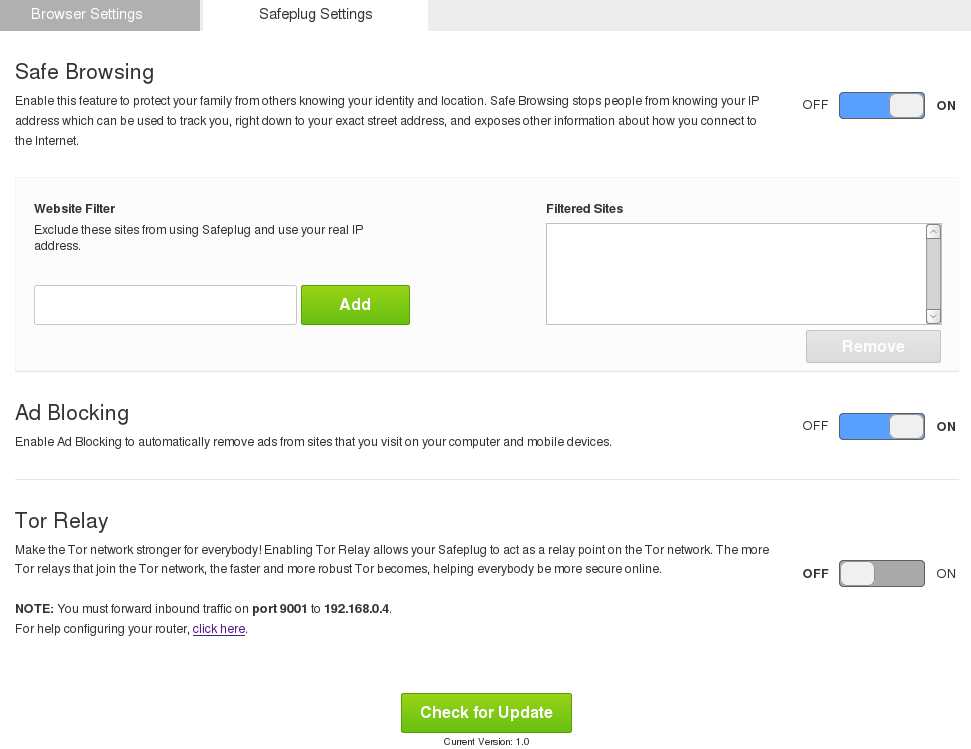 Browser Settings
Safeplug Settings
Safe Browsing
Enable this feature to protect your family from others knowing your identity and location. Safe Browsing stops people from knowing your IP
address which can be used to track you, right down to your exact street address, and exposes other information about how you connect to
the Internet.
OFF
ON
Website Filter
Exclude these sites from using Safeplug and use your real IP
address.
Add
Filtered Sites
Remove
Ad Blocking
Enable Ad Blocking to automatically remove ads from sites that you visit on your computer and mobile devices.
OFF
ON
Tor Relay
Make the Tor network stronger for everybody! Enabling Tor Relay allows your Safeplug to act as a relay point on the Tor network. The more
Tor relays that join the Tor network, the faster and more robust Tor becomes, helping everybody be more secure online.
OFF
ON
NOTE: You must forward inbound traffic on port 9001 to 192.168.0.4.
For help configuring your router, click here.
Check for Update
Current Version: 1.0